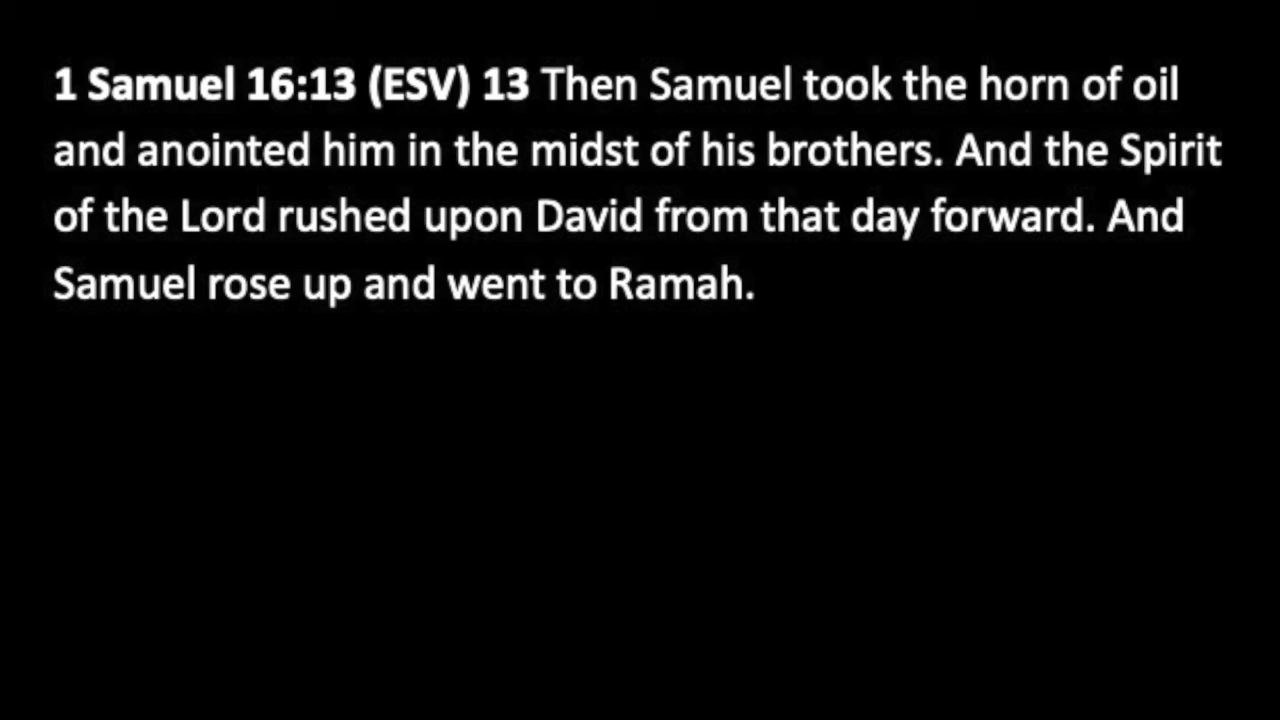 1 Samuel 16:13 (ESV) 13 Then Samuel took the horn of oil
and anointed him in the midst of his brothers. And the Spirit
of the Lord rushed upon David from that day forward. And
Samuel rose up and went to Ramah.